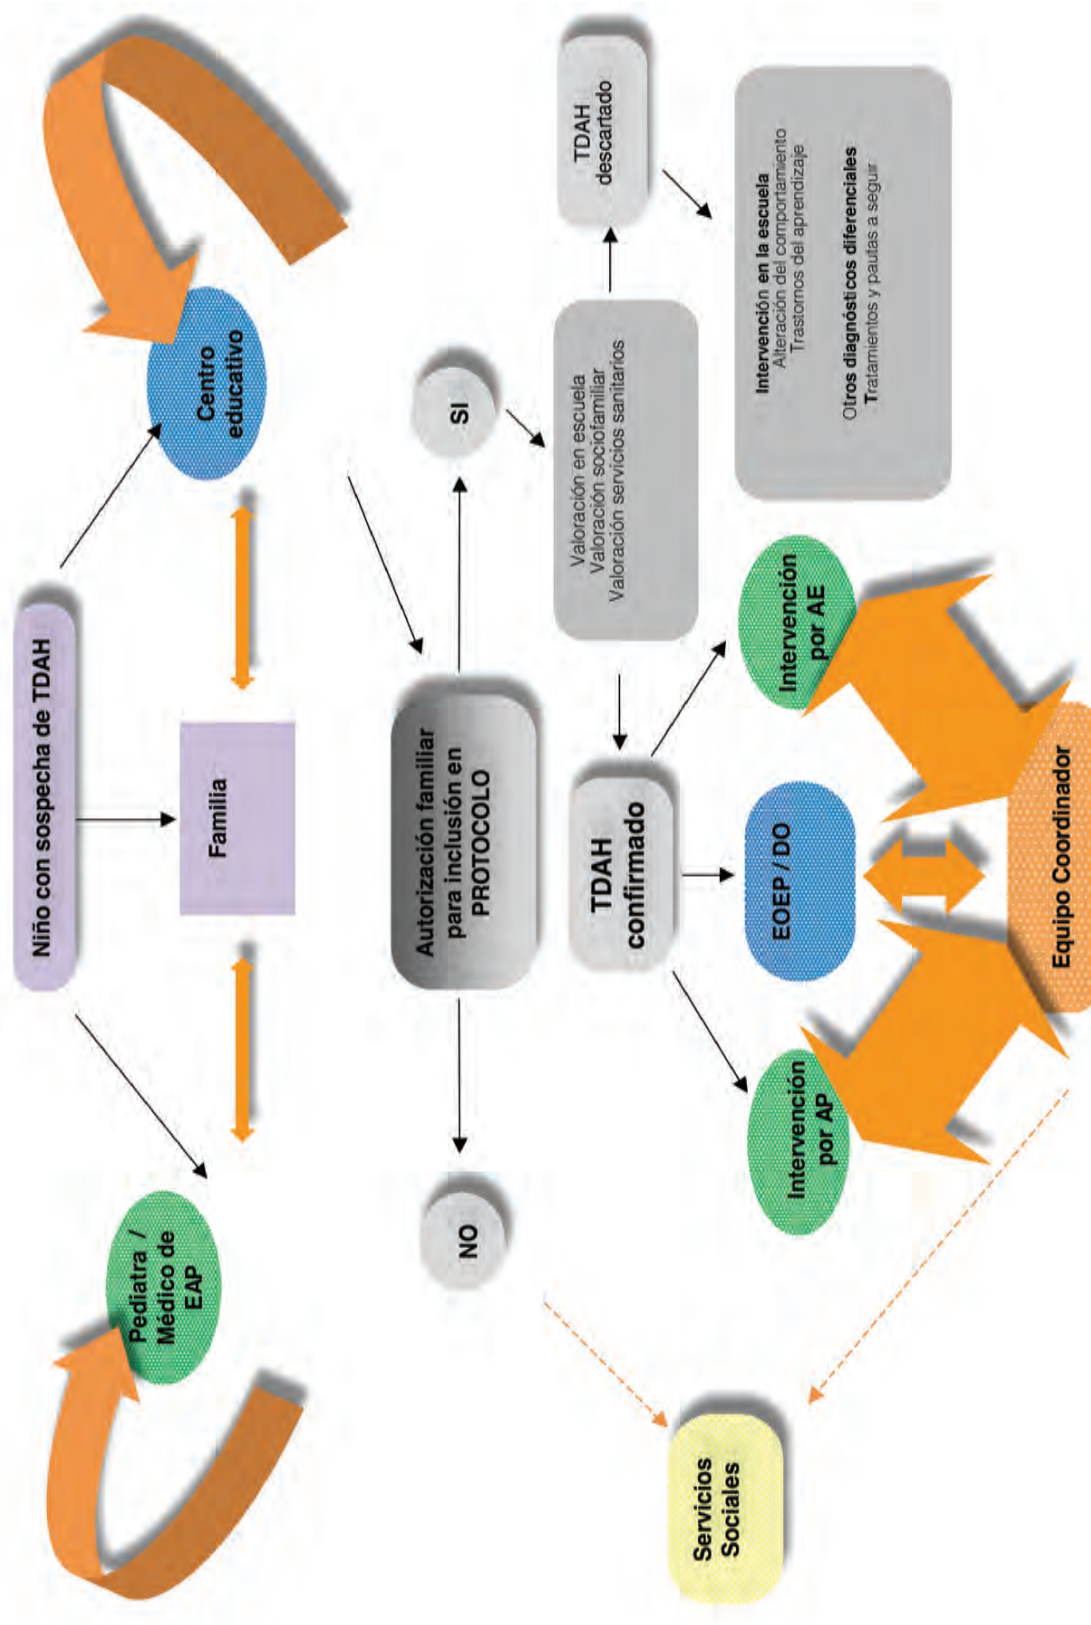 Niño con sospecha de TDAH
Pediatra /
Médico de
EAP
Familia
Centro
educativo
Autorización familiar
para inclusión en
PROTOCOLO
NO
SI
Valoración en escuela
Valoración sociofamiliar
Valoración servicios sanitarios
TDAH
descartado
TDAH
confirmado
Intervención en la escuela
Alteración del comportamiento
Trastornos del aprendizaje
Otros diagnósticos diferenciales
Tratamientos y pautas a seguir
Servicios
Sociales
Intervención
por AP
EOEP / DO
Intervención
por AE
Equipo Coordinador